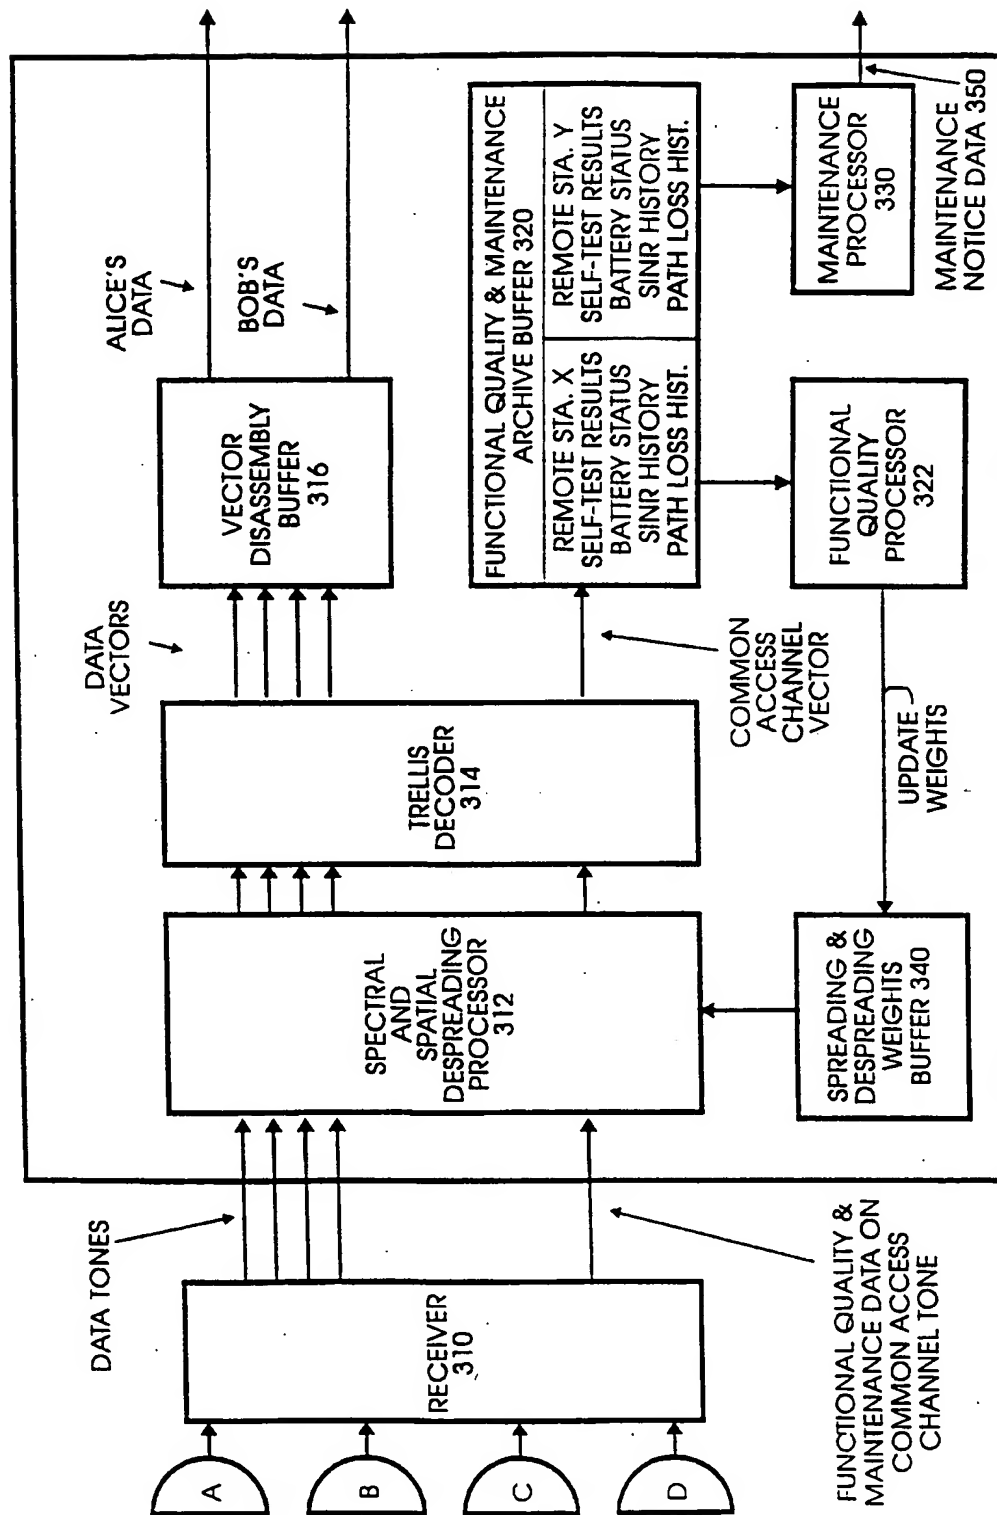 A
B
C
D
RECEIVER
310
DATA TONES
FUNCTIONAL QUALITY &
MAINTENANCE DATA ON
COMMON ACCESS
CHANNEL TONE
SPECTRAL
AND
SPATIAL
DESPREADING
PROCESSOR
312
SPREADING &
DESPREADING
WEIGHTS
BUFFER 340
TRELLIS
DECODER
314
DATA
VECTORS
COMMON
ACCESS
CHANNEL
VECTOR
UPDATE
WEIGHTS
VECTOR
DISASSEMBLY
BUFFER
316
ALICE'S
DATA
BOB'S
DATA
FUNCTIONAL QUALITY & MAINTENANCE
ARCHIVE BUFFER 320
REMOTE STA. X
SELF-TEST RESULTS
BATTERY STATUS
SINR HISTORY
PATH LOSS HIST.
REMOTE STA. Y
SELF-TEST RESULTS
BATTERY STATUS
SINR HISTORY
PATH LOSS HIST.
FUNCTIONAL
QUALITY
PROCESSOR
322
MAINTENANCE
PROCESSOR
330
MAINTENANCE
NOTICE DATA 350